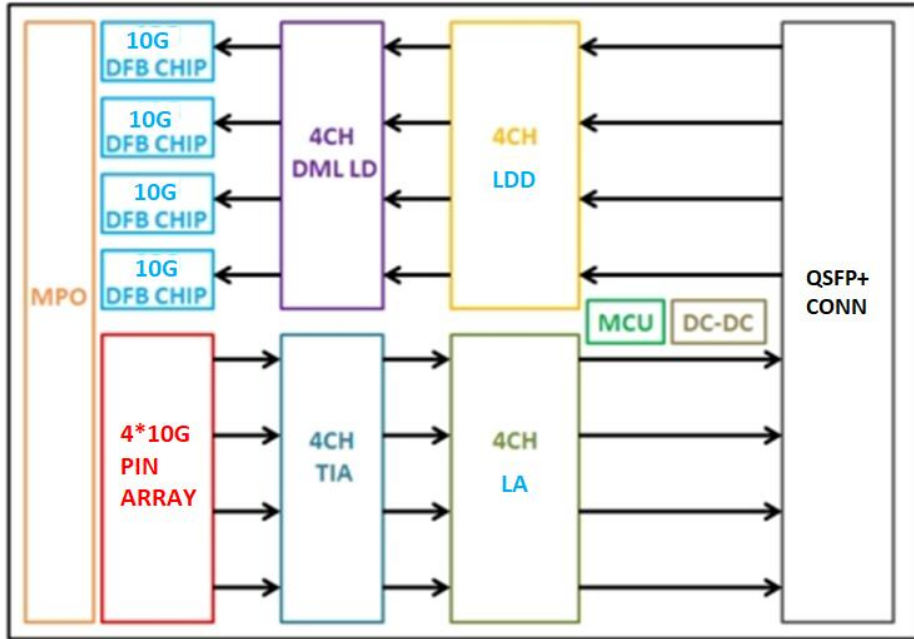 10G
DFB CHIP
10G
DFB CHIP
10G
DFB CHIP
10G
DFB CHIP
4CH
DML LD
4CH
LDD
MPO
QSFP+
CONN
MCU
DC-DC
4*10G
PIN
ARRAY
4CH
TIA
4CH
LA